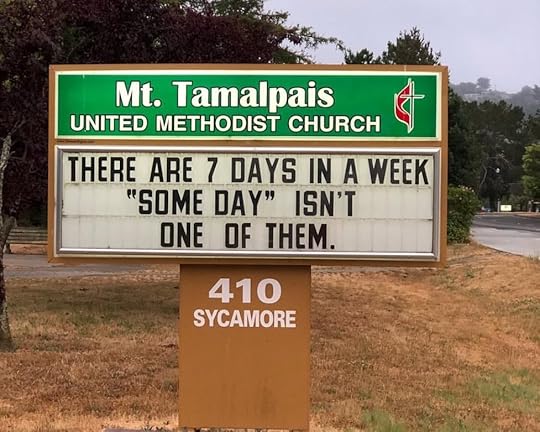 Mt. Tamalpais
UNITED METHODIST CHURCH
THERE ARE 7 DAYS IN A WEEK
"SOME DAY" ISN'T
ONE OF THEM.
410
SYCAMORE